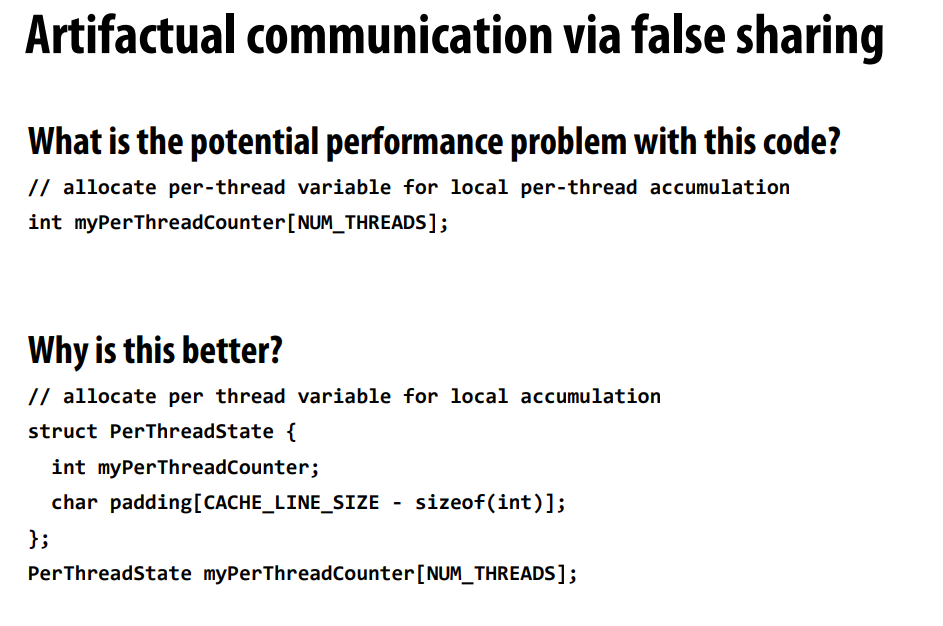 Artifactual communication via false sharing
What is the potential performance problem with this code?
// allocate per-thread variable for local per-thread accumulation
int myPerThreadCounter[NUM_THREADS];
Why is this better?
// allocate per thread variable for local accumulation
struct PerThreadState {
  int myPerThreadCounter;
  char padding[CACHE_LINE_SIZE - sizeof(int)];
};
PerThreadState myPerThreadCounter[NUM_THREADS];